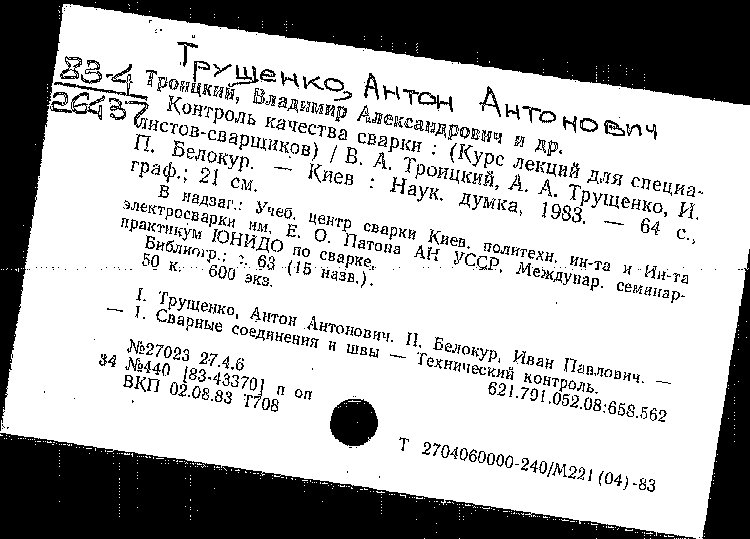 Трущенко, Антон Антонович
83-4
26437
Троицкий, Владимир Александрович и др.
Контроль качества сварки : (Курс лекций для специа-
листов-сварщиков) / В. А. Троицкий, А. А. Трущенко, И.
П. Белокур. — Киев : Наук. думка, 1983. — 64 с.,
граф.; 21 см.
В надзаг.: Учеб. центр сварки Киев. политехн. ин-та и Ин-та
электросварки им. Е. О. Патона АН УССР, Междунар. семинар-
практикум ЮНИДО по сварке.
Библиогр.: с. 63 (15 назв.).
50 к. 600 экз.
I. Трущенко, Антон Антонович. II. Белокур, Иван Павлович. —
— 1. Сварные соединения и швы — Технический контроль.
621.791.052.08:658.562
№27023 27.4.6
34 №440 [83-43370] п оп
ВКП 02.08.83 Т708
Т 2704060000-240/М221(04)-83